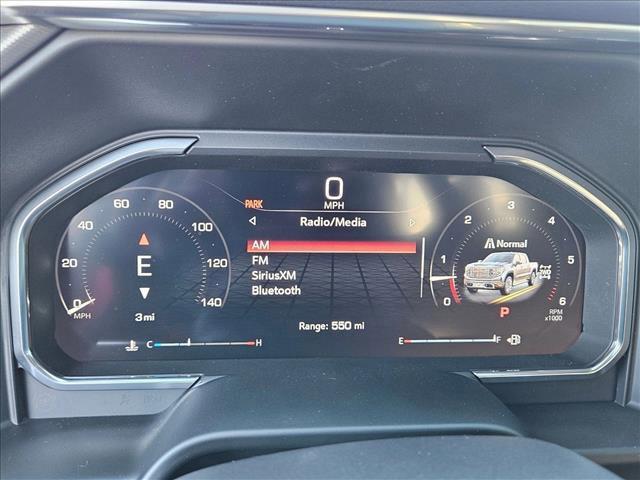 PARK
0
MPH
Radio/Media
AM
FM
SiriusXM
Bluetooth
Range: 550 mi
0 20 40 60 80 100 120 140
MPH
E
3 mi
C H
0 1 2 3 4 5 6
Normal
P
RPM
x1000
E F